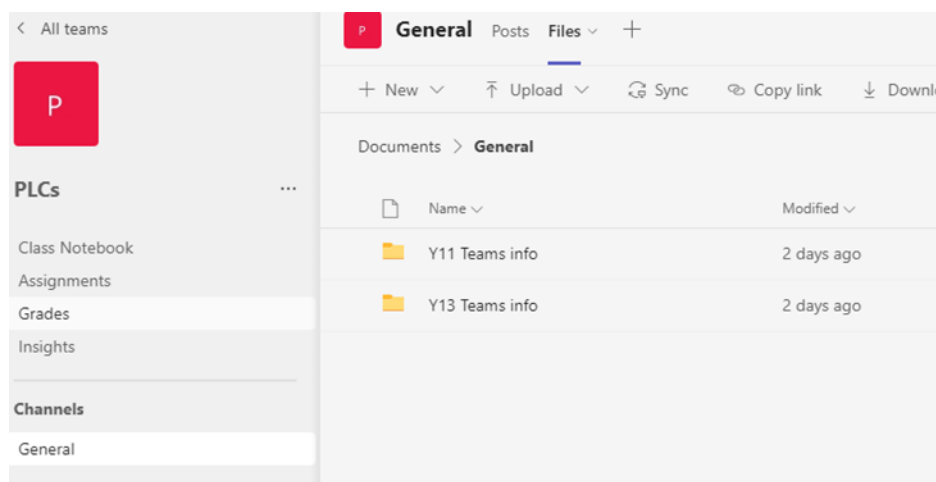 < All teams
P
PLCs ...
Class Notebook
Assignments
Grades
Insights
Channels
General
P General Posts Files +
+ New Upload Sync Copy link Downl
Documents > General
Name Modified
Y11 Teams info 2 days ago
Y13 Teams info 2 days ago